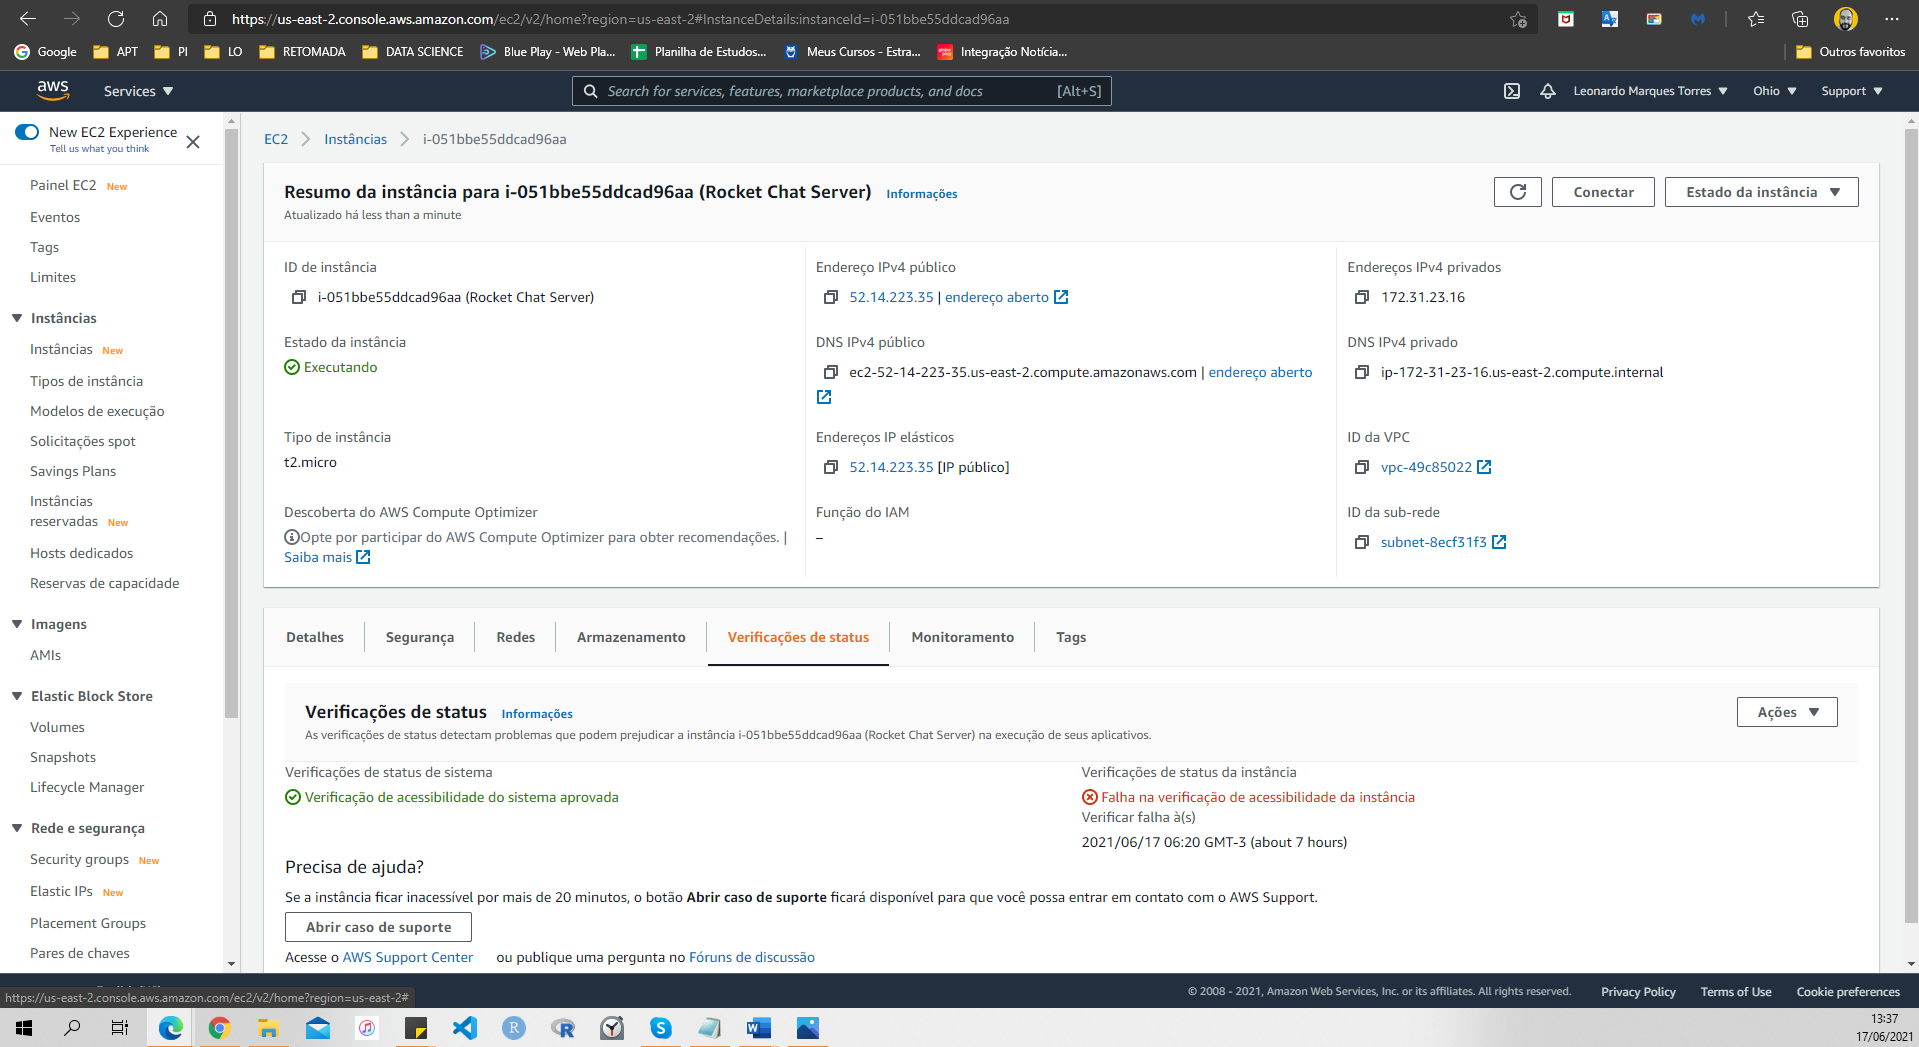 https://us-east-2.console.aws.amazon.com/ec2/v2/home?region=us-east-2#InstanceDetails:instanceId=i-051bbe55ddcad96aa
Google APT PI LO RETOMADA DATA SCIENCE Blue Play - Web Pla... Planilha de Estudos... Meus Cursos - Estra... Integração Notícia... Outros favoritos
aws Services Search for services, features, marketplace products, and docs [Alt+S] Leonardo Marques Torres Ohio Support
New EC2 Experience
Tell us what you think
Painel EC2 New
Eventos
Tags
Limites
Instâncias
Instâncias New
Tipos de instância
Modelos de execução
Solicitações spot
Savings Plans
Instâncias
reservadas New
Hosts dedicados
Reservas de capacidade
Imagens
AMIs
Elastic Block Store
Volumes
Snapshots
Lifecycle Manager
Rede e segurança
Security groups New
Elastic IPs New
Placement Groups
Pares de chaves
EC2 Instâncias i-051bbe55ddcad96aa
Resumo da instância para i-051bbe55ddcad96aa (Rocket Chat Server) Informações
Atualizado há less than a minute
Conectar Estado da instância
ID de instância
i-051bbe55ddcad96aa (Rocket Chat Server)
Endereço IPv4 público
52.14.223.35 | endereço aberto
Endereços IPv4 privados
172.31.23.16
Estado da instância
Executando
DNS IPv4 público
ec2-52-14-223-35.us-east-2.compute.amazonaws.com | endereço aberto
DNS IPv4 privado
ip-172-31-23-16.us-east-2.compute.internal
Tipo de instância
t2.micro
Endereços IP elásticos
52.14.223.35 [IP público]
ID da VPC
vpc-49c85022
Descoberta do AWS Compute Optimizer
Opte por participar do AWS Compute Optimizer para obter recomendações. |
Saiba mais
Função do IAM
–
ID da sub-rede
subnet-8ecf31f3
Detalhes Segurança Redes Armazenamento Verificações de status Monitoramento Tags
Verificações de status Informações
As verificações de status detectam problemas que podem prejudicar a instância i-051bbe55ddcad96aa (Rocket Chat Server) na execução de seus aplicativos.
Ações
Verificações de status de sistema
Verificação de acessibilidade do sistema aprovada
Verificações de status da instância
Falha na verificação de acessibilidade da instância
Verificar falha à(s)
2021/06/17 06:20 GMT-3 (about 7 hours)
Precisa de ajuda?
Se a instância ficar inacessível por mais de 20 minutos, o botão Abrir caso de suporte ficará disponível para que você possa entrar em contato com o AWS Support.
Abrir caso de suporte
Acesse o AWS Support Center ou publique uma pergunta no Fóruns de discussão
https://us-east-2.console.aws.amazon.com/ec2/v2/home?region=us-east-2#
© 2008 - 2021, Amazon Web Services, Inc. or its affiliates. All rights reserved. Privacy Policy Terms of Use Cookie preferences
13:37
17/06/2021